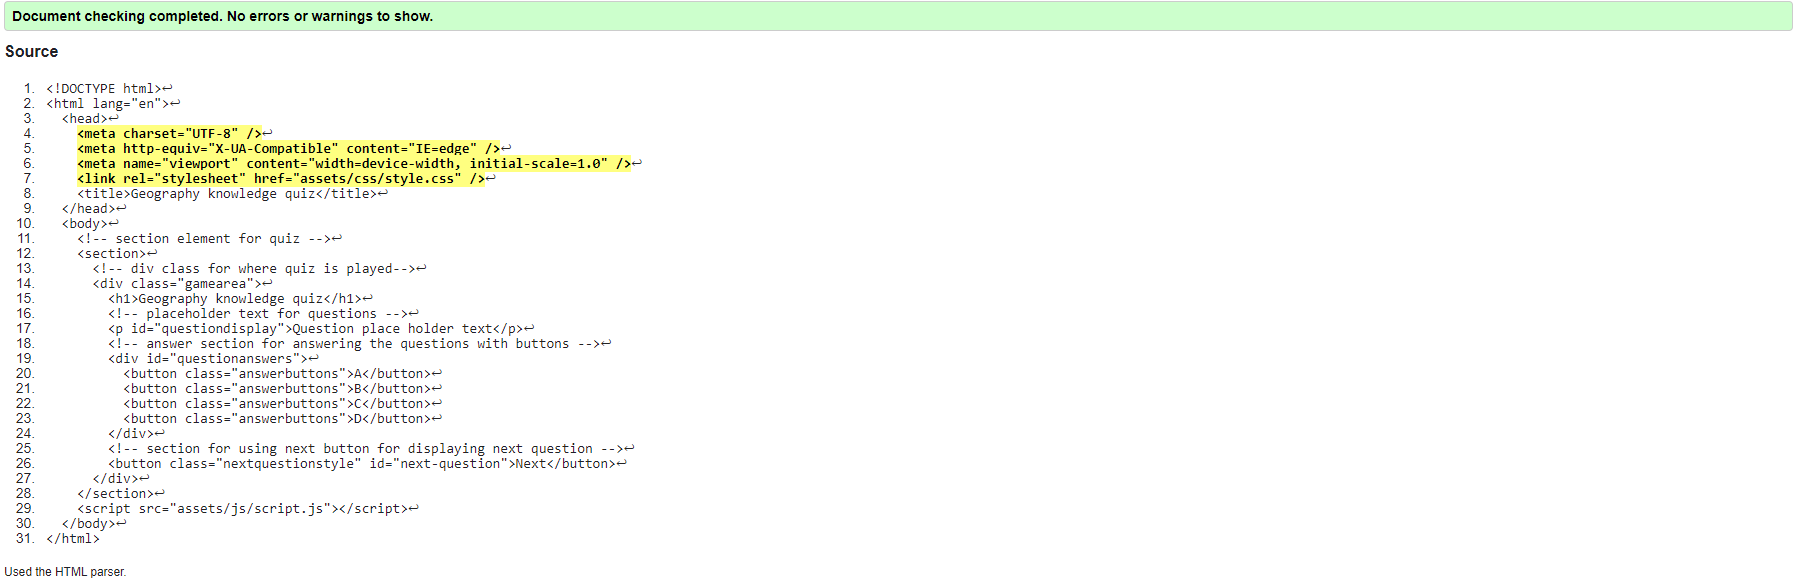 Document checking completed. No errors or warnings to show.
Source
1. <!DOCTYPE html>↩
2. <html lang="en">↩
3.   <head>↩
4.     <meta charset="UTF-8" />↩
5.     <meta http-equiv="X-UA-Compatible" content="IE=edge" />↩
6.     <meta name="viewport" content="width=device-width, initial-scale=1.0" />↩
7.     <link rel="stylesheet" href="assets/css/style.css" />↩
8.     <title>Geography knowledge quiz</title>↩
9.   </head>↩
10.   <body>↩
11.     <!-- section element for quiz -->↩
12.     <section>↩
13.       <!-- div class for where quiz is played-->↩
14.       <div class="gamearea">↩
15.         <h1>Geography knowledge quiz</h1>↩
16.         <!-- placeholder text for questions -->↩
17.         <p id="questiondisplay">Question place holder text</p>↩
18.         <!-- answer section for answering the questions with buttons -->↩
19.         <div id="questionanswers">↩
20.           <button class="answerbuttons">A</button>↩
21.           <button class="answerbuttons">B</button>↩
22.           <button class="answerbuttons">C</button>↩
23.           <button class="answerbuttons">D</button>↩
24.         </div>↩
25.         <!-- section for using next button for displaying next question -->↩
26.         <button class="nextquestionstyle" id="next-question">Next</button>↩
27.       </div>↩
28.     </section>↩
29.     <script src="assets/js/script.js"></script>↩
30.   </body>↩
31. </html>
Used the HTML parser.